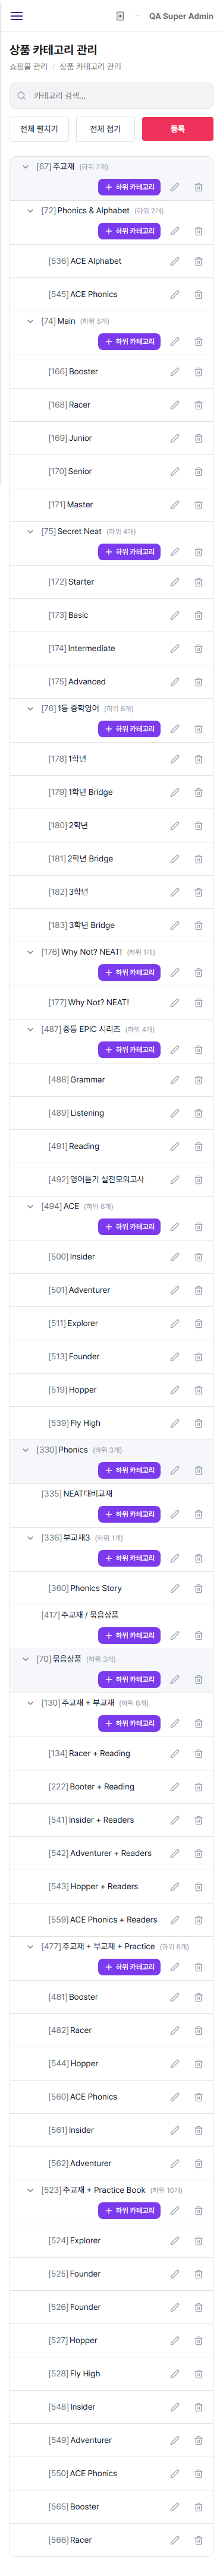 QA Super Admin
상품 카테고리 관리
쇼핑몰 관리 / 상품 카테고리 관리
카테고리 검색...
전체 펼치기 전체 접기 등록
[67] 주교재 (하위 7개)
+ 하위 카테고리
[72] Phonics & Alphabet (하위 2개)
+ 하위 카테고리
[536] ACE Alphabet
[545] ACE Phonics
[74] Main (하위 5개)
+ 하위 카테고리
[166] Booster
[168] Racer
[169] Junior
[170] Senior
[171] Master
[75] Secret Neat (하위 4개)
+ 하위 카테고리
[172] Starter
[173] Basic
[174] Intermediate
[175] Advanced
[76] 1등 중학영어 (하위 6개)
+ 하위 카테고리
[178] 1학년
[179] 1학년 Bridge
[180] 2학년
[181] 2학년 Bridge
[182] 3학년
[183] 3학년 Bridge
[176] Why Not? NEAT! (하위 1개)
+ 하위 카테고리
[177] Why Not? NEAT!
[487] 중등 EPIC 시리즈 (하위 4개)
+ 하위 카테고리
[488] Grammar
[489] Listening
[491] Reading
[492] 영어듣기 실전모의고사
[494] ACE (하위 6개)
+ 하위 카테고리
[500] Insider
[501] Adventurer
[511] Explorer
[513] Founder
[519] Hopper
[539] Fly High
[330] Phonics (하위 3개)
+ 하위 카테고리
[335] NEAT대비교재
+ 하위 카테고리
[336] 부교재3 (하위 1개)
+ 하위 카테고리
[360] Phonics Story
[417] 주교재 / 묶음상품
+ 하위 카테고리
[70] 묶음상품 (하위 3개)
+ 하위 카테고리
[130] 주교재 + 부교재 (하위 6개)
+ 하위 카테고리
[134] Racer + Reading
[222] Booter + Reading
[541] Insider + Readers
[542] Adventurer + Readers
[543] Hopper + Readers
[559] ACE Phonics + Readers
[477] 주교재 + 부교재 + Practice (하위 6개)
+ 하위 카테고리
[481] Booster
[482] Racer
[544] Hopper
[560] ACE Phonics
[561] Insider
[562] Adventurer
[523] 주교재 + Practice Book (하위 10개)
+ 하위 카테고리
[524] Explorer
[525] Founder
[526] Founder
[527] Hopper
[528] Fly High
[548] Insider
[549] Adventurer
[550] ACE Phonics
[565] Booster
[566] Racer